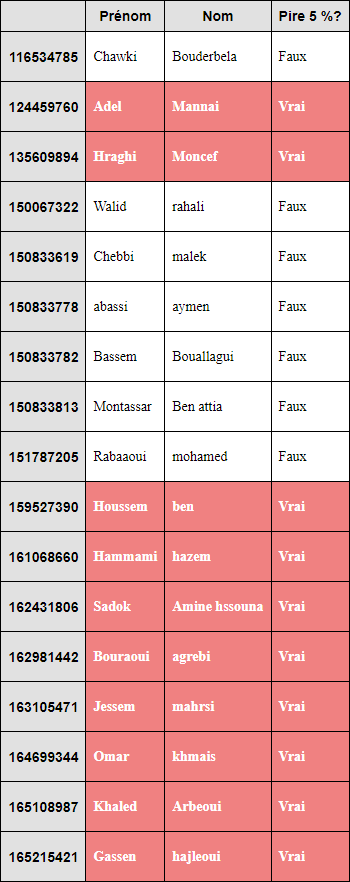 Prénom Nom Pire 5 %?
116534785 Chawki Bouderbela Faux
124459760 Adel Mannai Vrai
135609894 Hraghi Moncef Vrai
150067322 Walid rahali Faux
150833619 Chebbi malek Faux
150833778 abassi aymen Faux
150833782 Bassem Bouallagui Faux
150833813 Montassar Ben attia Faux
151787205 Rabaaoui mohamed Faux
159527390 Houssem ben Vrai
161068660 Hammami hazem Vrai
162431806 Sadok Amine hssouna Vrai
162981442 Bouraoui agrebi Vrai
163105471 Jessem mahrsi Vrai
164699344 Omar khmais Vrai
165108987 Khaled Arbeoui Vrai
165215421 Gassen hajleoui Vrai